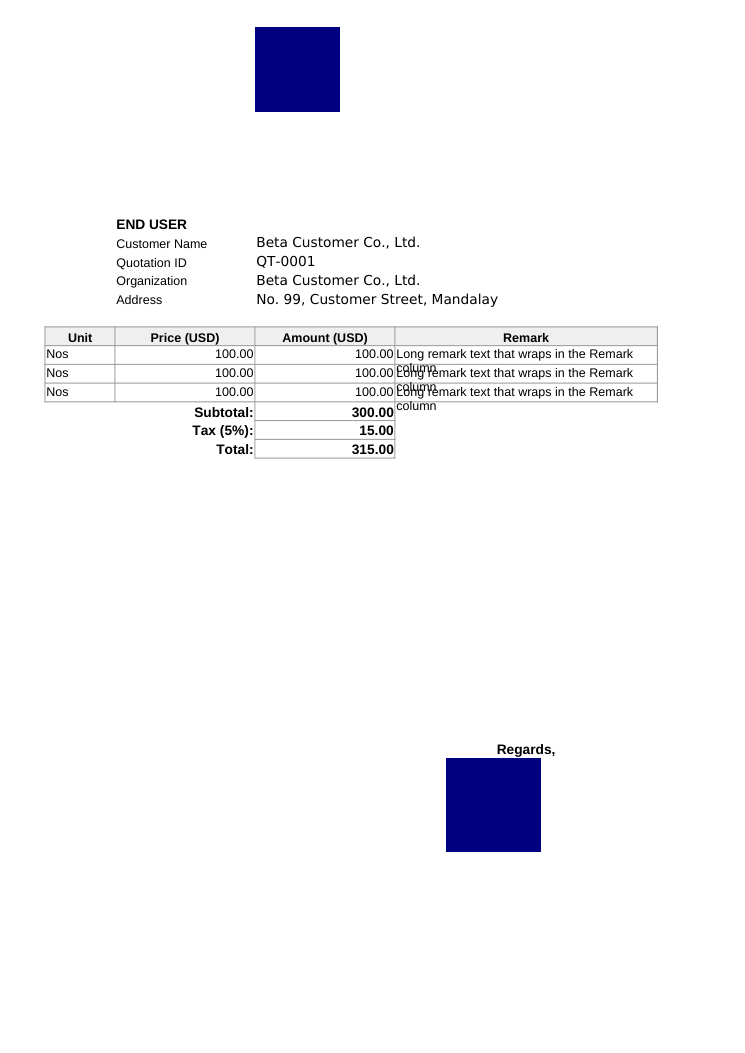 END USER
Customer Name Beta Customer Co., Ltd.
Quotation ID QT-0001
Organization Beta Customer Co., Ltd.
Address No. 99, Customer Street, Mandalay
Unit Price (USD) Amount (USD) Remark
Nos 100.00 100.00 Long remark text that wraps in the Remark
column
Nos 100.00 100.00 Long remark text that wraps in the Remark
column
Nos 100.00 100.00 Long remark text that wraps in the Remark
column
Subtotal: 300.00
Tax (5%): 15.00
Total: 315.00
Regards,